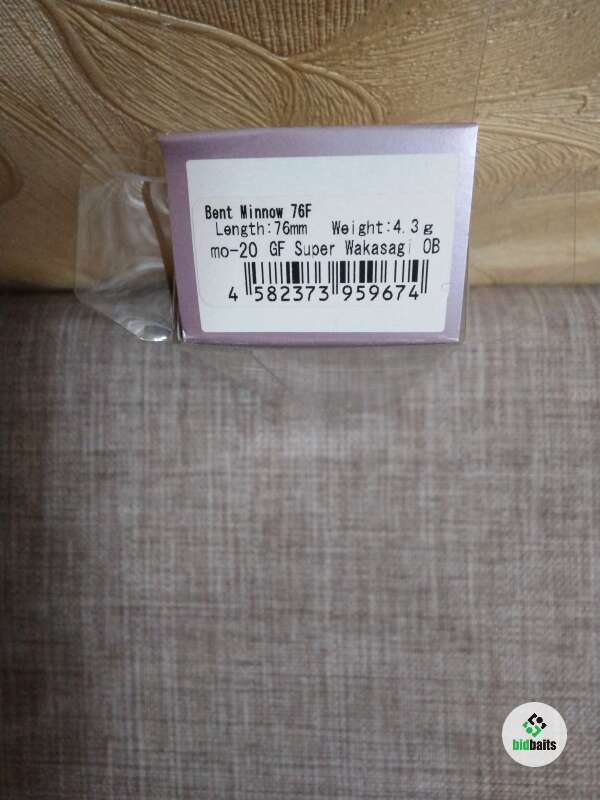 Bent Minnow 76F
Length:76mm Weight:4.3g
mo-20 GF Super Wakasagi OB
4 582373 959674
bidbaits